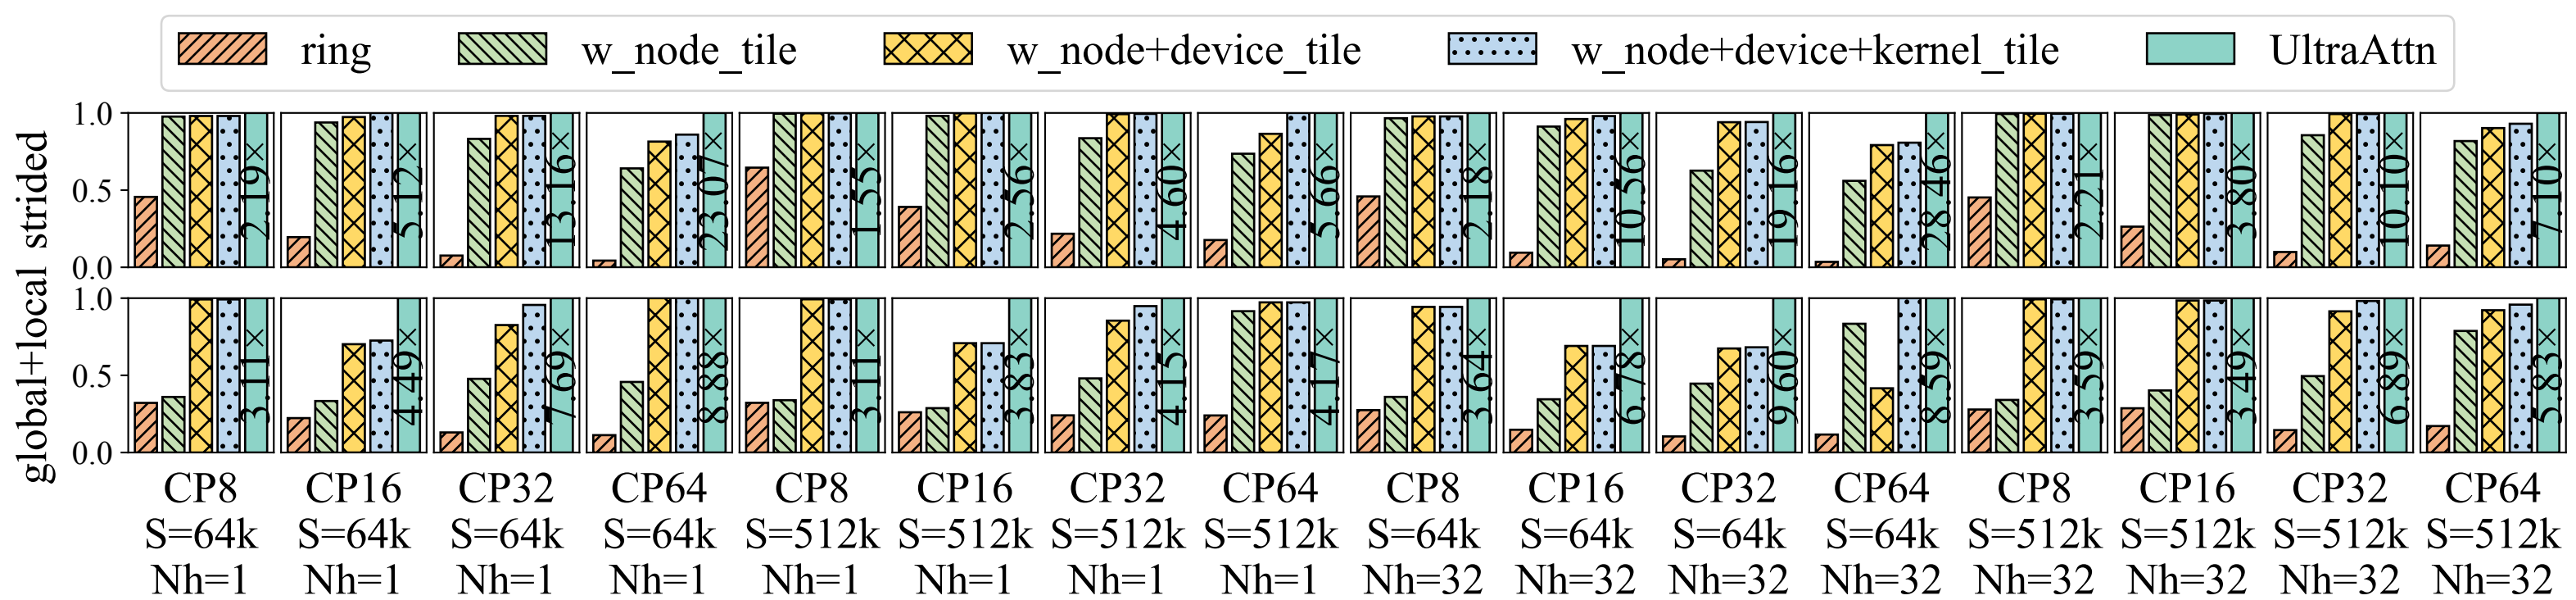 ring w_node_tile w_node+device_tile w_node+device+kernel_tile UltraAttn
global+local strided
1.0
0.5
0.0
2.19× 5.12× 13.16× 23.07× 1.55× 2.56× 4.60× 5.66× 2.18× 10.56× 19.16× 28.46× 2.21× 3.80× 10.10× 7.10×
1.0
0.5
0.0
3.11× 4.49× 7.69× 8.88× 3.11× 3.83× 4.15× 4.17× 3.64× 6.78× 9.60× 8.59× 3.59× 3.49× 6.89× 5.83×
CP8 CP16 CP32 CP64 CP8 CP16 CP32 CP64 CP8 CP16 CP32 CP64 CP8 CP16 CP32 CP64
S=64k S=64k S=64k S=64k S=512k S=512k S=512k S=512k S=64k S=64k S=64k S=64k S=512k S=512k S=512k S=512k
Nh=1 Nh=1 Nh=1 Nh=1 Nh=1 Nh=1 Nh=1 Nh=1 Nh=32 Nh=32 Nh=32 Nh=32 Nh=32 Nh=32 Nh=32 Nh=32